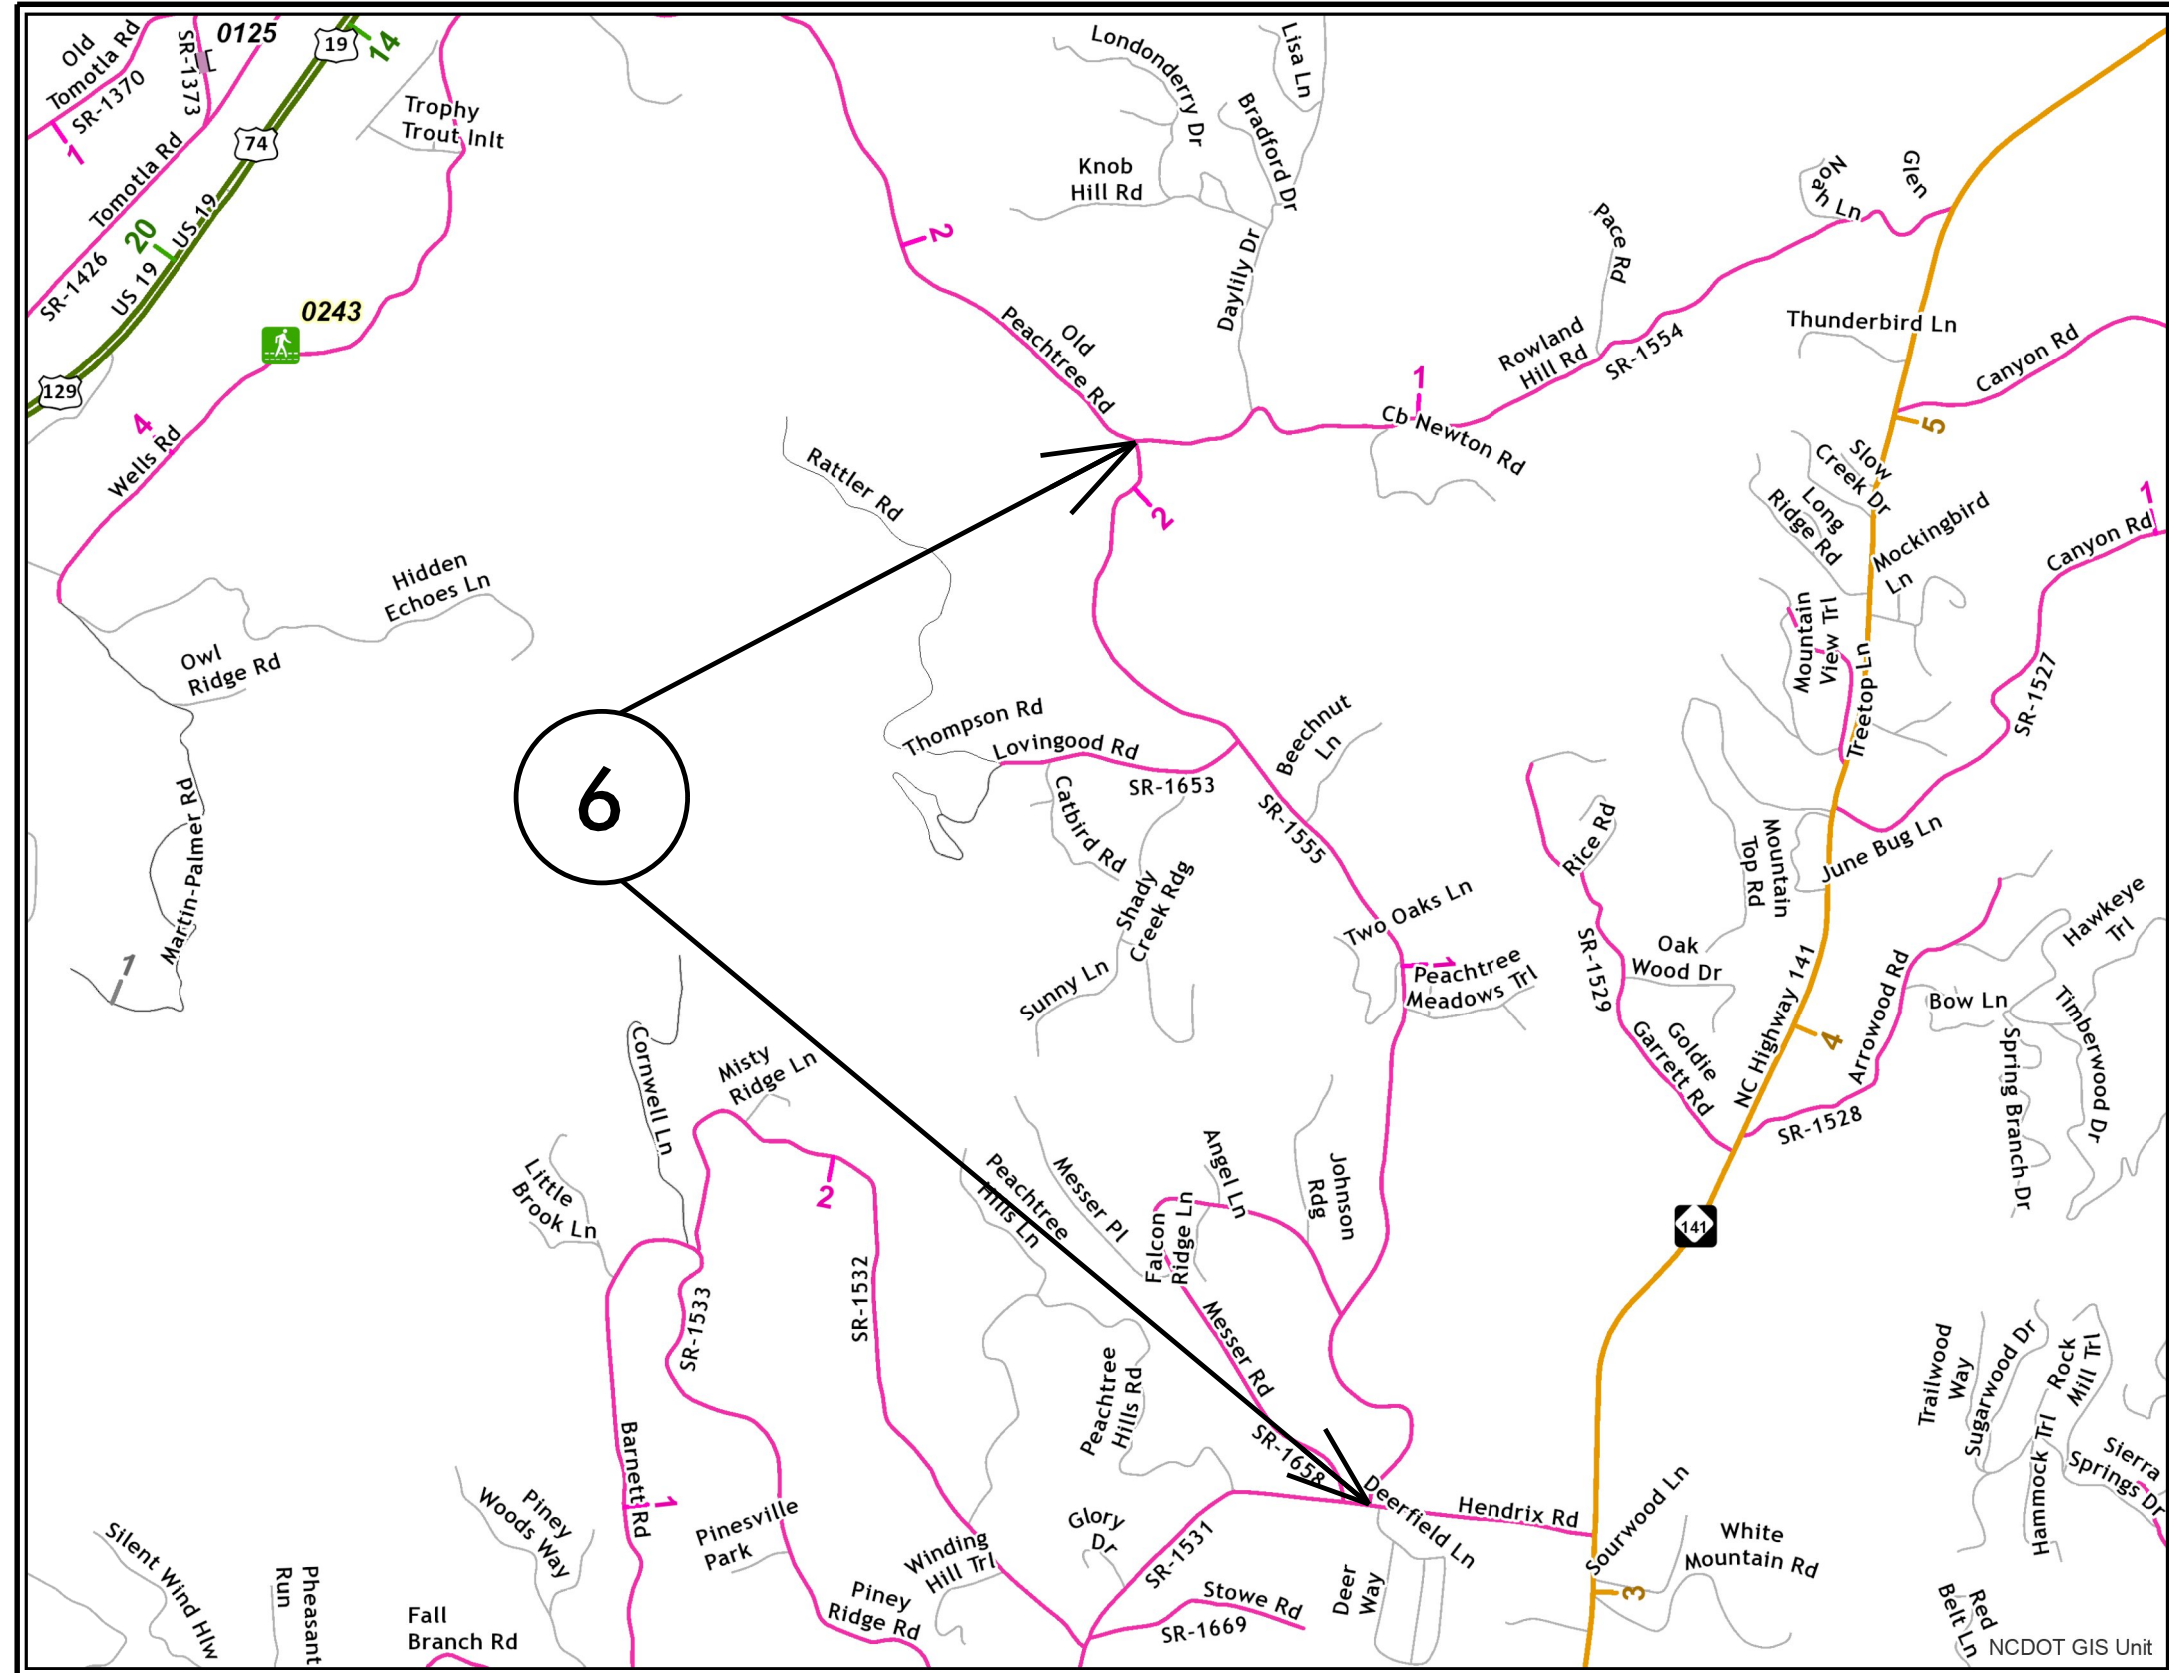 Old
Tomotla Rd
SR-1370
SR-1373
0125
19
14
1
74
Tomotla Rd
US 19
20
US 19
SR-1426
129
Trophy
Trout Inlt
0243
4
Wells Rd
Hidden
Echoes Ln
Owl
Ridge Rd
Martin-Palmer Rd
1
Londonderry Dr
Lisa Ln
Bradford Dr
Knob
Hill Rd
Daylily Dr
2
Old
Peachtree Rd
Noah Ln
Glen
Pace Rd
Rowland
Hill Rd
SR-1554
1
Cb Newton Rd
Thunderbird Ln
Canyon Rd
5
Slow
Creek Dr
Long
Ridge Rd
Mockingbird
Ln
1
Canyon Rd
Mountain
View Trl
Treetop Ln
SR-1527
Rattler Rd
2
6
Thompson Rd
Lovingood Rd
SR-1653
Catbird Rd
Beechnut
Ln
SR-1555
Shady
Creek Rdg
Sunny Ln
Two Oaks Ln
1
Peachtree
Meadows Trl
Rice Rd
SR-1529
Oak
Wood Dr
Goldie
Garrett Rd
Mountain
Top Rd
June Bug Ln
NC Highway 141
4
Arrowood Rd
SR-1528
Hawkeye
Trl
Bow Ln
Timberwood Dr
Spring Branch Dr
141
Cornwell Ln
Misty
Ridge Ln
2
Little
Brook Ln
SR-1533
SR-1532
Peachtree
Hills Ln
Messer Pl
Angel Ln
Johnson
Rdg
Falcon
Ridge Ln
Messer Rd
SR-1658
Peachtree
Hills Rd
Barnett Rd
1
Piney
Woods Way
Pinesville
Park
Winding
Hill Trl
Piney
Ridge Rd
Glory
Dr
SR-1531
Stowe Rd
SR-1669
Deerfield Ln
Deer
Way
Hendrix Rd
Sourwood Ln
White
Mountain Rd
3
Trailwood
Way
Sugarwood Dr
Rock
Mill Trl
Hammock Trl
Sierra
Springs Dr
Red
Belt Ln
Silent Wind Hlw
Pheasant
Run
Fall
Branch Rd
NCDOT GIS Unit